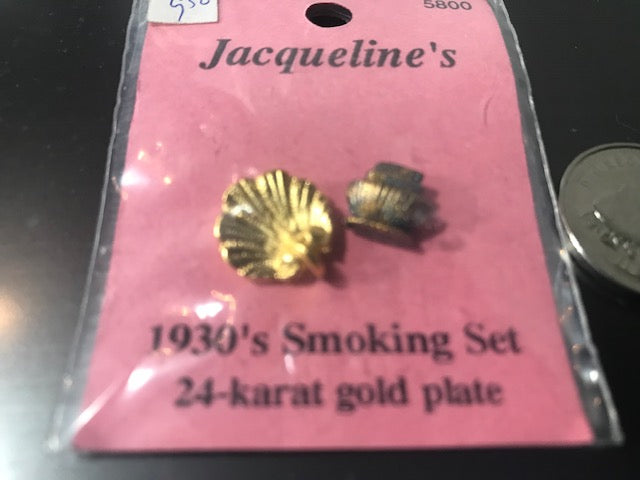 5800
Jacqueline's
1930's Smoking Set
24-karat gold plate